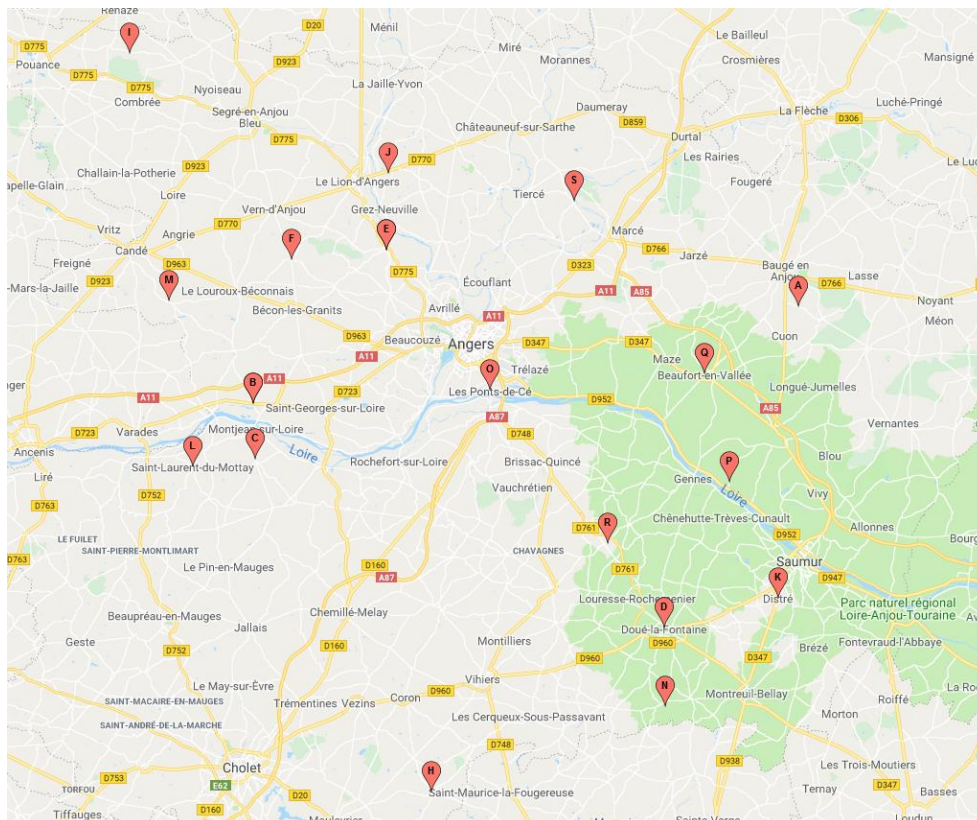 Renazé
Ménil
D20
Le Bailleul
I
D775
Miré
Crosmières
Mansigné
D923
Morannes
Pouancé
D775
La Jaille-Yvon
Nyoiseau
D775
Combrée
Daumeray
Luché-Pringé
Segré-en-Anjou
Bleu
La Flèche
D306
Châteauneuf-sur-Sarthe
D859
Durtal
D775
J
D770
Les Rairies
D923
Challain-la-Potherie
Le Lion-d'Angers
S
Fougeré
Tiercé
Loire
Grez-Neuville
Vern-d'Anjou
Vritz
Angrie
D770
E
F
Marcé
Candé
D766
Jarzé
Freigné
D963
D775
D323
Baugé en
Anjou
Lasse
D923
M
Écouflant
A
D766
-Mars-la-Jaille
Le Louroux-Béconnais
A11
A85
Noyant
Avrillé
Bécon-les-Granits
A11
Méon
D963
Beaucouzé
Angers
D347
D347
Cuon
A11
Maze
Q
Trélazé
O
Beaufort-en-Vallée
B
A11
D723
Les Ponts-de-Cé
Longué-Jumelles
A11
D952
A85
Saint-Georges-sur-Loire
A87
Vernantes
D723
Varades
Montjean-sur-Loire
D748
C
Ancenis
L
Loire
Brissac-Quincé
Blou
Saint-Laurent-du-Mottay
Rochefort-sur-Loire
P
Liré
Gennes
D752
Vauchrétien
Loire
Vivy
D763
R
Chênehutte-Trèves-Cunault
D761
Allonnes
LE FUILET
D952
SAINT-PIERRE-MONTLIMART
CHAVAGNES
D763
D160
Saumur
Le Pin-en-Mauges
D761
A87
K
D947
Louresse-Rochemenier
Distré
Chemillé-Melay
D
Parc naturel régional
Loire-Anjou-Touraine
Beaupréau-en-Mauges
Jallais
Doué-la-Fontaine
Geste
Montilliers
D160
D960
Fontevraud-l'Abbaye
D752
D960
D347
Brézé
Vihiers
Le May-sur-Èvre
N
D960
Coron
Montreuil-Bellay
SAINT-MACAIRE-EN-MAUGES
Trémentines
Vezins
Roiffé
Morton
Les Cerqueux-Sous-Passavant
SAINT-ANDRÉ-DE-LA-MARCHE
D748
D938
Cholet
H
Les Trois-Moutiers
D753
E62
Ternay
D347
TORFOU
Saint-Maurice-la-Fougereuse
Basses
D20
Tiffauges
D160
Loudun